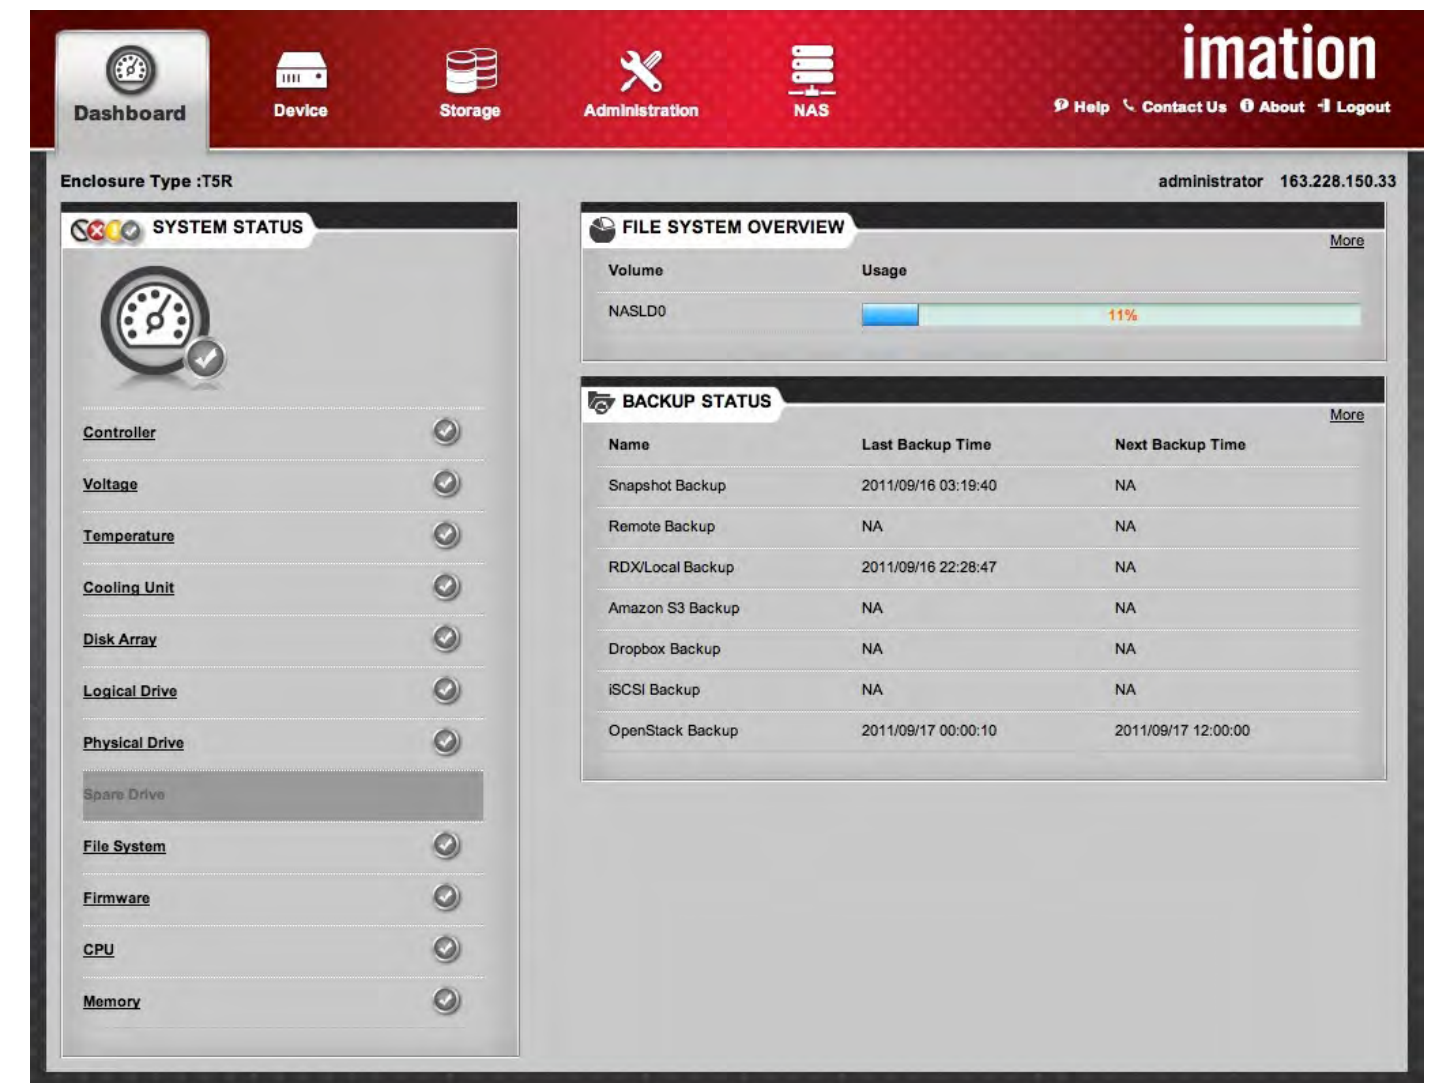 imation
Dashboard
Device
Storage
Administration
NAS
Help Contact Us About Logout
Enclosure Type :T5R
administrator 163.228.150.33
SYSTEM STATUS
Controller
Voltage
Temperature
Cooling Unit
Disk Array
Logical Drive
Physical Drive
Spare Drive
File System
Firmware
CPU
Memory
FILE SYSTEM OVERVIEW
More
Volume Usage
NASLD0 11%
BACKUP STATUS
More
Name Last Backup Time Next Backup Time
Snapshot Backup 2011/09/16 03:19:40 NA
Remote Backup NA NA
RDX/Local Backup 2011/09/16 22:28:47 NA
Amazon S3 Backup NA NA
Dropbox Backup NA NA
iSCSI Backup NA NA
OpenStack Backup 2011/09/17 00:00:10 2011/09/17 12:00:00